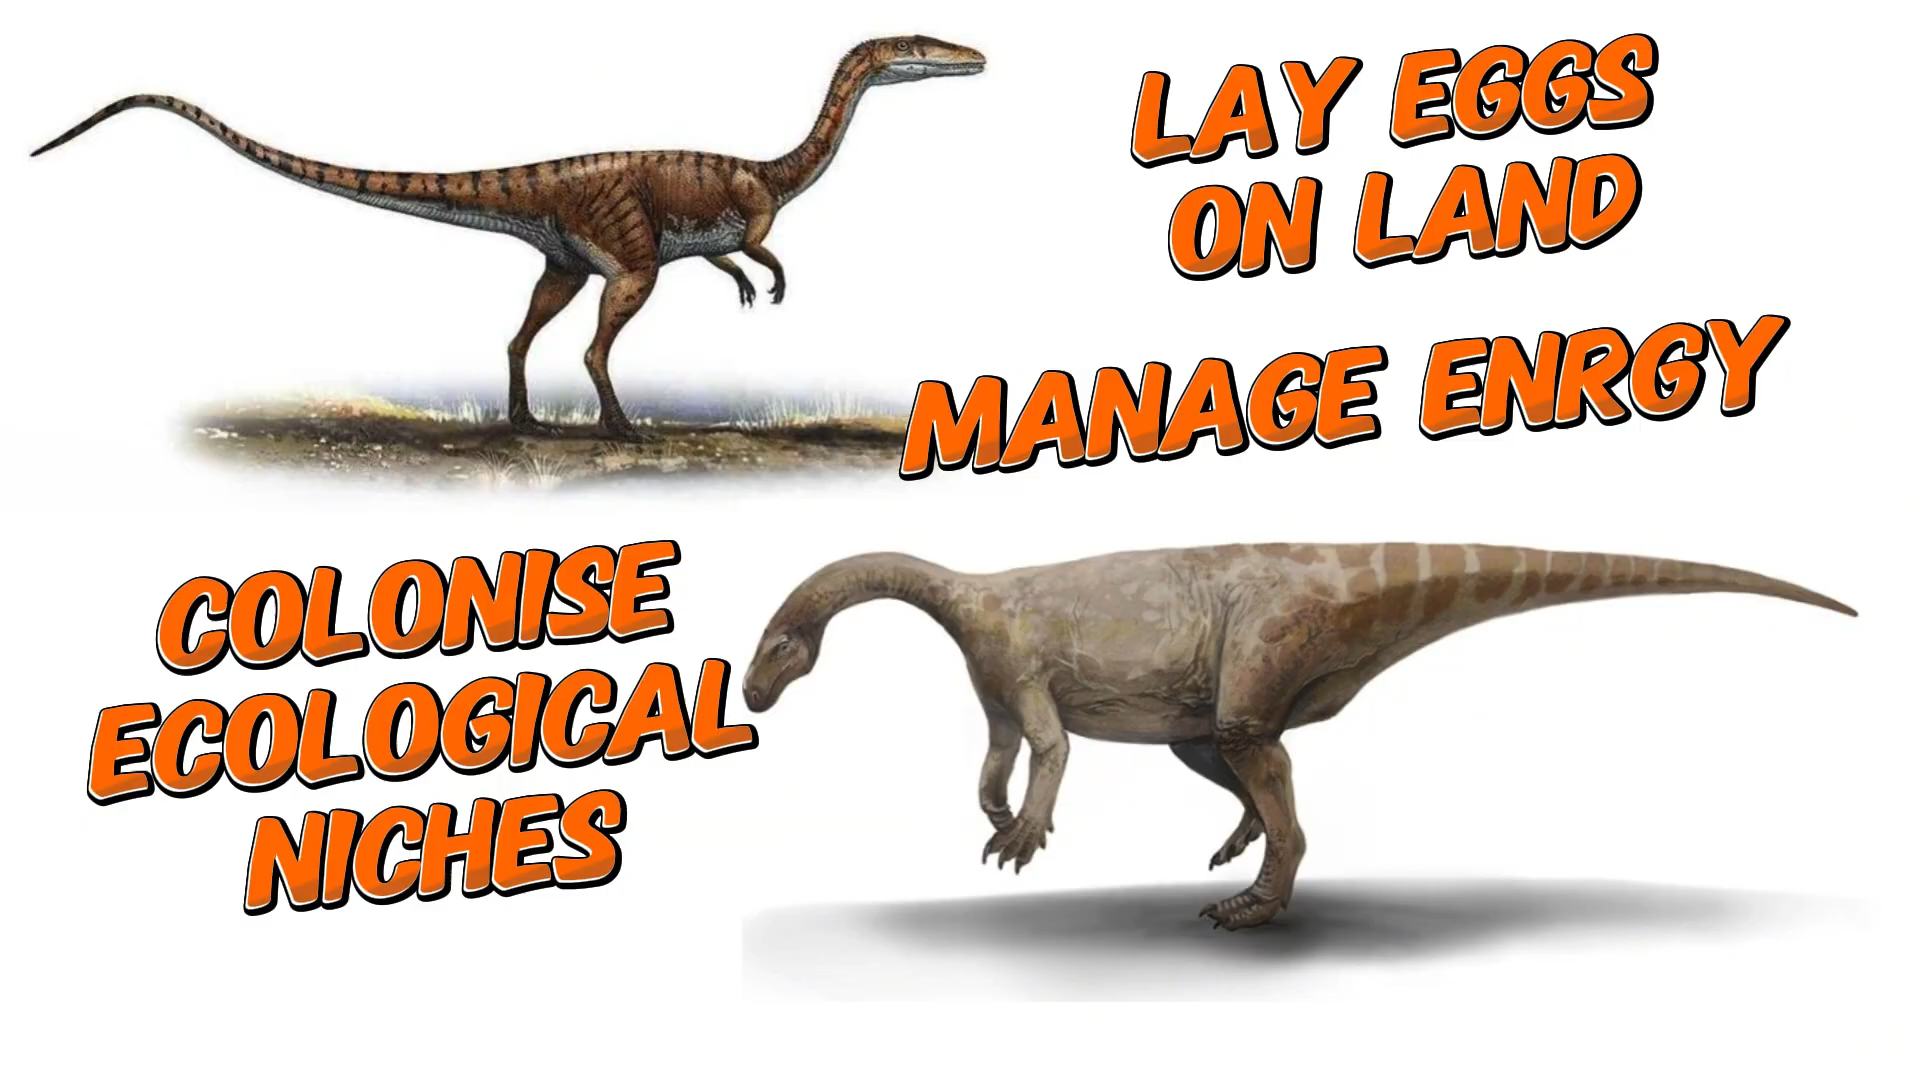 LAY EGGS
ON LAND
MANAGE ENRGY
COLONISE
ECOLOGICAL
NICHES